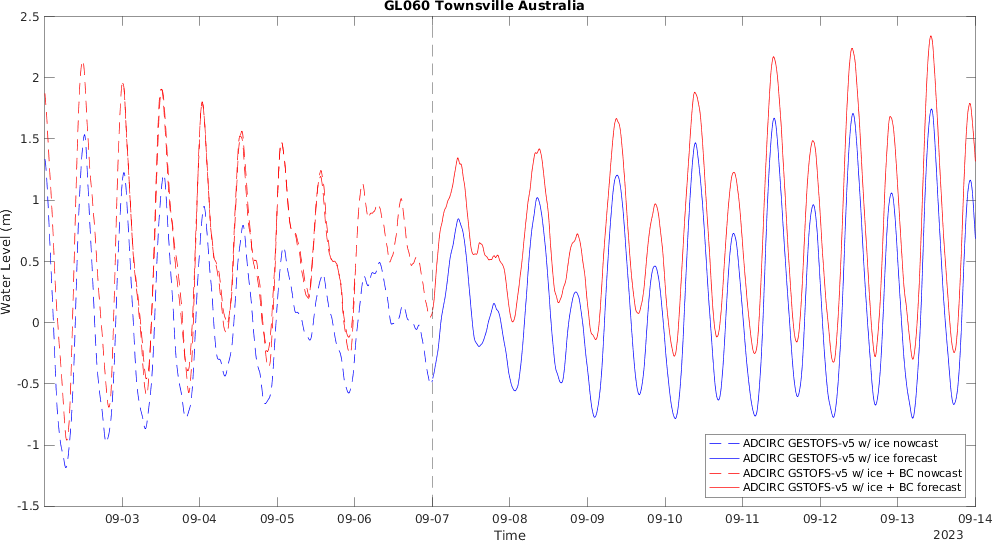 GL060 Townsville Australia
2.5
2
1.5
1
0.5
0
-0.5
-1
-1.5
Water Level (m)
09-03 09-04 09-05 09-06 09-07 09-08 09-09 09-10 09-11 09-12 09-13 09-14
Time
2023
ADCIRC GESTOFS-v5 w/ ice nowcast
ADCIRC GESTOFS-v5 w/ ice forecast
ADCIRC GSTOFS-v5 w/ ice + BC nowcast
ADCIRC GSTOFS-v5 w/ ice + BC forecast